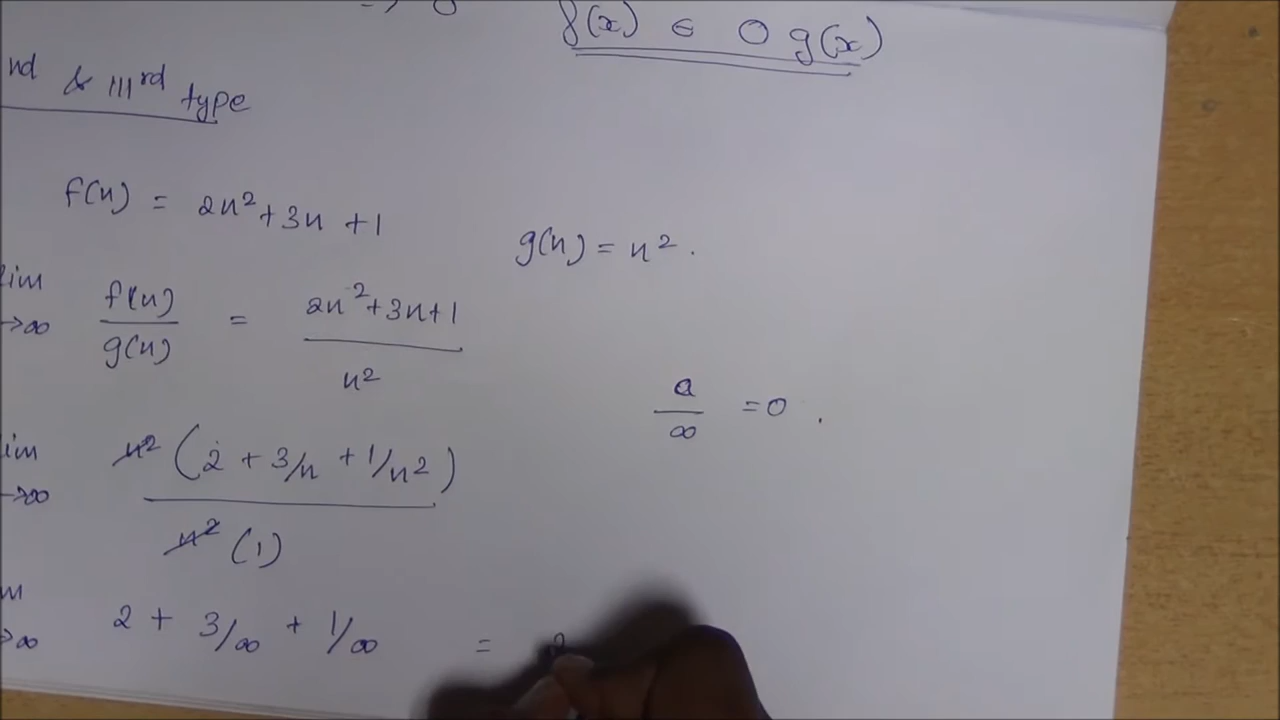 f(x) ∈ O g(x)
nd & IIIrd type
f(n) = 2n² + 3n + 1
g(n) = n².
lim
→∞
f(n)/g(n) = (2n² + 3n + 1)/n²
a/∞ = 0.
lim
→∞
n² (2 + 3/n + 1/n²)
n² (1)
m
→∞
2 + 3/∞ + 1/∞ = 2